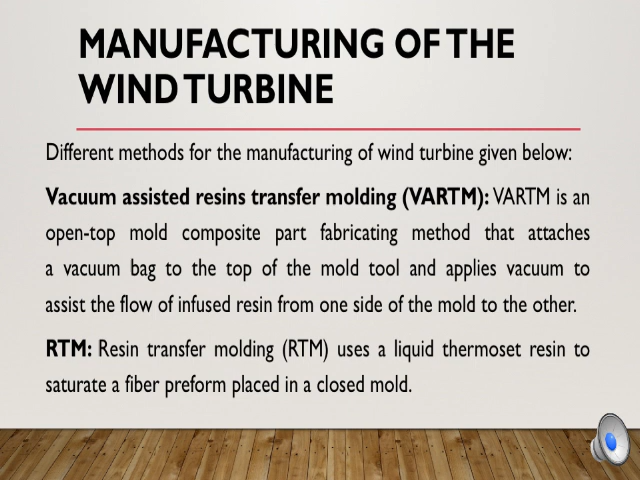 MANUFACTURING OF THE
WIND TURBINE
Different methods for the manufacturing of wind turbine given below:
Vacuum assisted resins transfer molding (VARTM): VARTM is an
open-top mold composite part fabricating method that attaches
a vacuum bag to the top of the mold tool and applies vacuum to
assist the flow of infused resin from one side of the mold to the other.
RTM: Resin transfer molding (RTM) uses a liquid thermoset resin to
saturate a fiber preform placed in a closed mold.